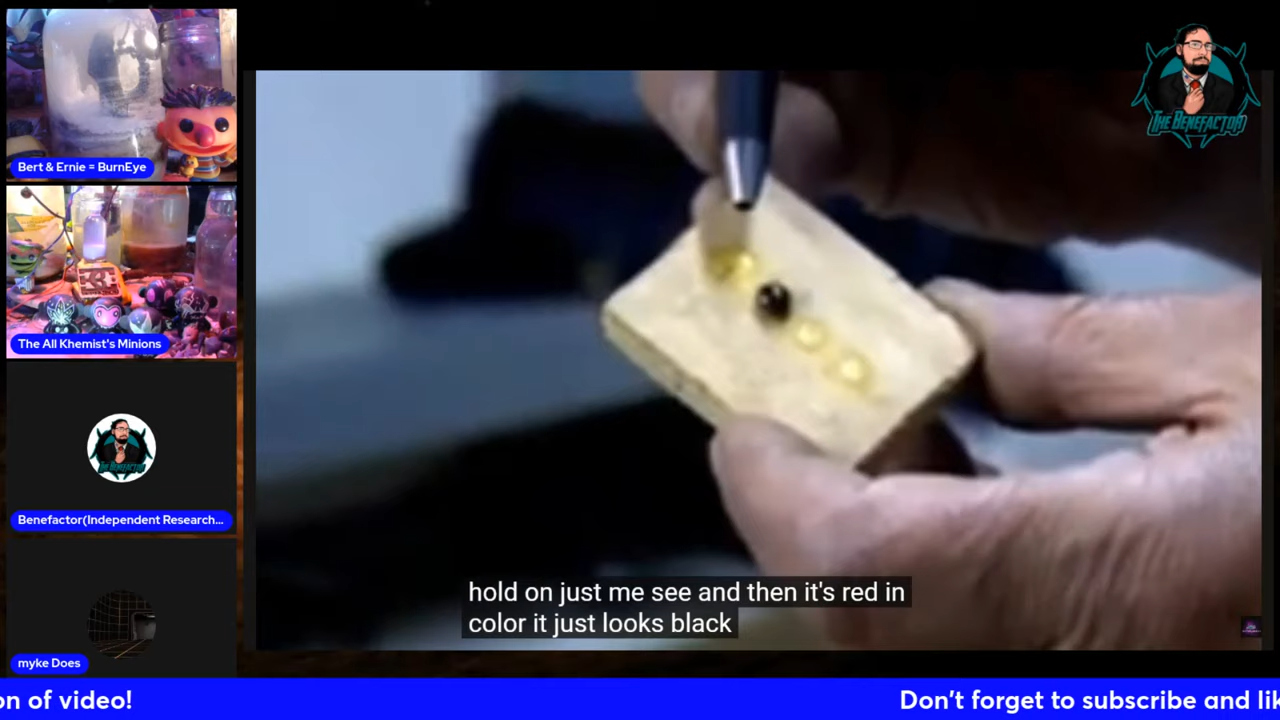 THE BENEFACTOR
Bert & Ernie = BurnEye
The All Khemist's Minions
Benefactor(Independent Research...
myke Does
hold on just me see and then it's red in
color it just looks black
on of video!
Don't forget to subscribe and lik